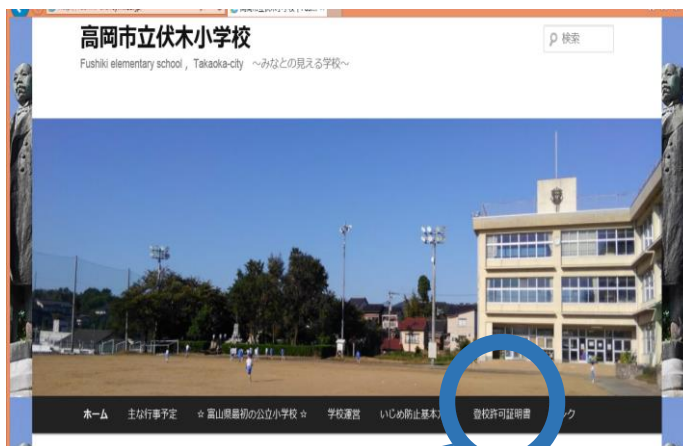 高岡市立伏木小学校
検索
Fushiki elementary school , Takaoka-city ～みなとの見える学校～
ホーム 主な行事予定 ☆ 富山県最初の公立小学校 ☆ 学校運営 いじめ防止基本 登校許可証明書 ンク